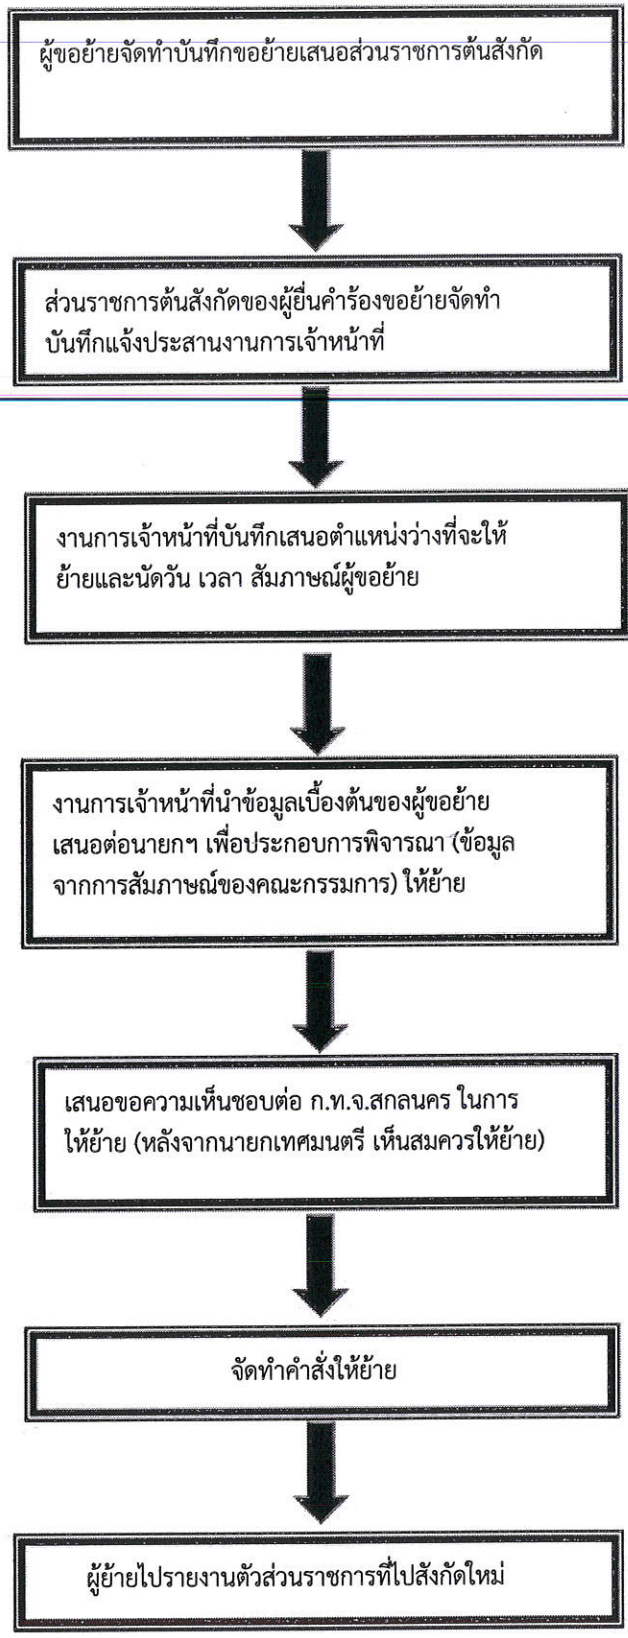 ผู้ขอย้ายจัดทำบันทึกขอย้ายเสนอส่วนราชการต้นสังกัด
ส่วนราชการต้นสังกัดของผู้ยื่นคำร้องขอย้ายจัดทำ
บันทึกแจ้งประสานงานการเจ้าหน้าที่
งานการเจ้าหน้าที่บันทึกเสนอตำแหน่งว่างที่จะให้
ย้ายและนัดวัน เวลา สัมภาษณ์ผู้ขอย้าย
งานการเจ้าหน้าที่นำข้อมูลเบื้องต้นของผู้ขอย้าย
เสนอต่อนายกฯ เพื่อประกอบการพิจารณา (ข้อมูล
จากการสัมภาษณ์ของคณะกรรมการ) ให้ย้าย
เสนอขอความเห็นชอบต่อ ก.ท.จ.สกลนคร ในการ
ให้ย้าย (หลังจากนายกเทศมนตรี เห็นสมควรให้ย้าย)
จัดทำคำสั่งให้ย้าย
ผู้ย้ายไปรายงานตัวส่วนราชการที่ไปสังกัดใหม่